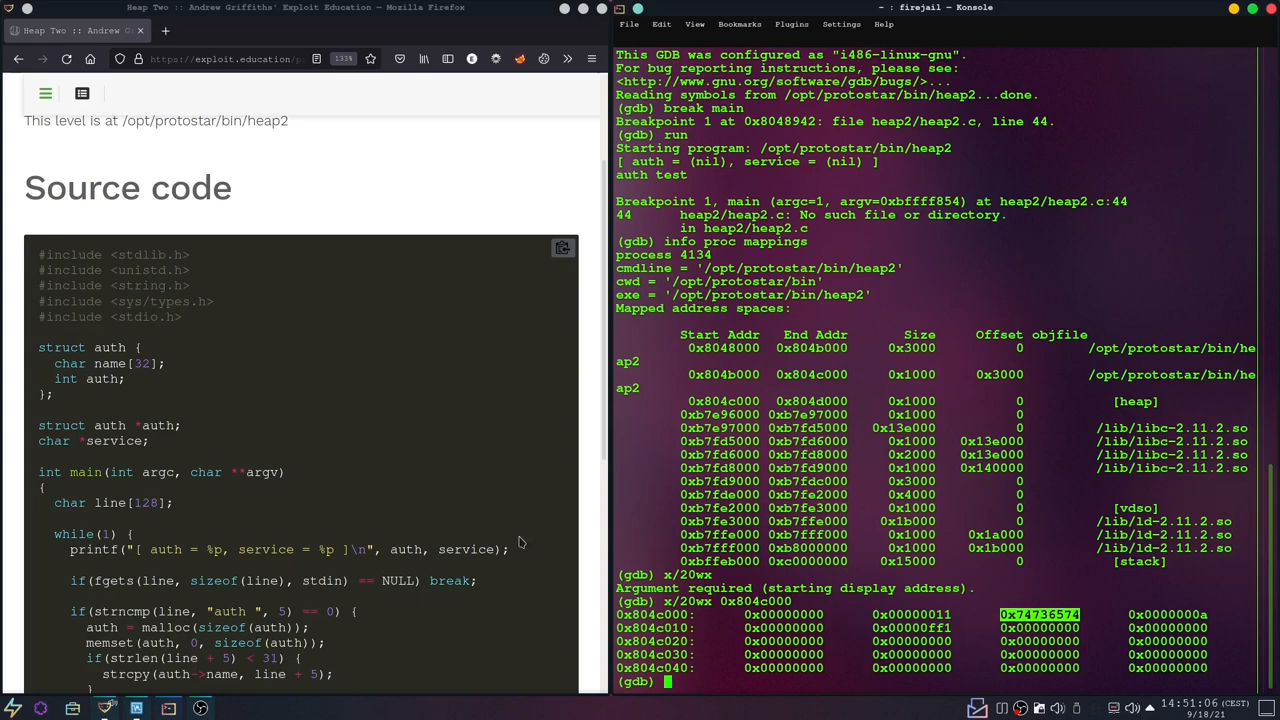 Heap Two :: Andrew Griffiths' Exploit Education — Mozilla Firefox
Heap Two :: Andrew G
https://exploit.education/p
133%
This level is at /opt/protostar/bin/heap2
Source code
#include <stdlib.h>
#include <unistd.h>
#include <string.h>
#include <sys/types.h>
#include <stdio.h>
struct auth {
char name[32];
int auth;
};
struct auth *auth;
char *service;
int main(int argc, char **argv)
{
char line[128];
while(1) {
printf("[ auth = %p, service = %p ]\n", auth, service);
if(fgets(line, sizeof(line), stdin) == NULL) break;
if(strncmp(line, "auth ", 5) == 0) {
auth = malloc(sizeof(auth));
memset(auth, 0, sizeof(auth));
if(strlen(line + 5) < 31) {
strcpy(auth->name, line + 5);
}
~ : firejail — Konsole
File Edit View Bookmarks Plugins Settings Help
This GDB was configured as "i486-linux-gnu".
For bug reporting instructions, please see:
<http://www.gnu.org/software/gdb/bugs/>...
Reading symbols from /opt/protostar/bin/heap2...done.
(gdb) break main
Breakpoint 1 at 0x8048942: file heap2/heap2.c, line 44.
(gdb) run
Starting program: /opt/protostar/bin/heap2
[ auth = (nil), service = (nil) ]
auth test
Breakpoint 1, main (argc=1, argv=0xbffff854) at heap2/heap2.c:44
44 heap2/heap2.c: No such file or directory.
in heap2/heap2.c
(gdb) info proc mappings
process 4134
cmdline = '/opt/protostar/bin/heap2'
cwd = '/opt/protostar/bin'
exe = '/opt/protostar/bin/heap2'
Mapped address spaces:
Start Addr End Addr Size Offset objfile
0x8048000 0x804b000 0x3000 0 /opt/protostar/bin/he
ap2
0x804b000 0x804c000 0x1000 0x3000 /opt/protostar/bin/he
ap2
0x804c000 0x804d000 0x1000 0 [heap]
0xb7e96000 0xb7e97000 0x1000 0
0xb7e97000 0xb7fd5000 0x13e000 0 /lib/libc-2.11.2.so
0xb7fd5000 0xb7fd6000 0x1000 0x13e000 /lib/libc-2.11.2.so
0xb7fd6000 0xb7fd8000 0x2000 0x13e000 /lib/libc-2.11.2.so
0xb7fd8000 0xb7fd9000 0x1000 0x140000 /lib/libc-2.11.2.so
0xb7fd9000 0xb7fdc000 0x3000 0
0xb7fde000 0xb7fe2000 0x4000 0
0xb7fe2000 0xb7fe3000 0x1000 0 [vdso]
0xb7fe3000 0xb7ffe000 0x1b000 0 /lib/ld-2.11.2.so
0xb7ffe000 0xb7fff000 0x1000 0x1a000 /lib/ld-2.11.2.so
0xb7fff000 0xb8000000 0x1000 0x1b000 /lib/ld-2.11.2.so
0xbffeb000 0xc0000000 0x15000 0 [stack]
(gdb) x/20wx
Argument required (starting display address).
(gdb) x/20wx 0x804c000
0x804c000: 0x00000000 0x00000011 0x74736574 0x0000000a
0x804c010: 0x00000000 0x00000ff1 0x00000000 0x00000000
0x804c020: 0x00000000 0x00000000 0x00000000 0x00000000
0x804c030: 0x00000000 0x00000000 0x00000000 0x00000000
0x804c040: 0x00000000 0x00000000 0x00000000 0x00000000
(gdb)
14:51:06 (CEST)
9/18/21